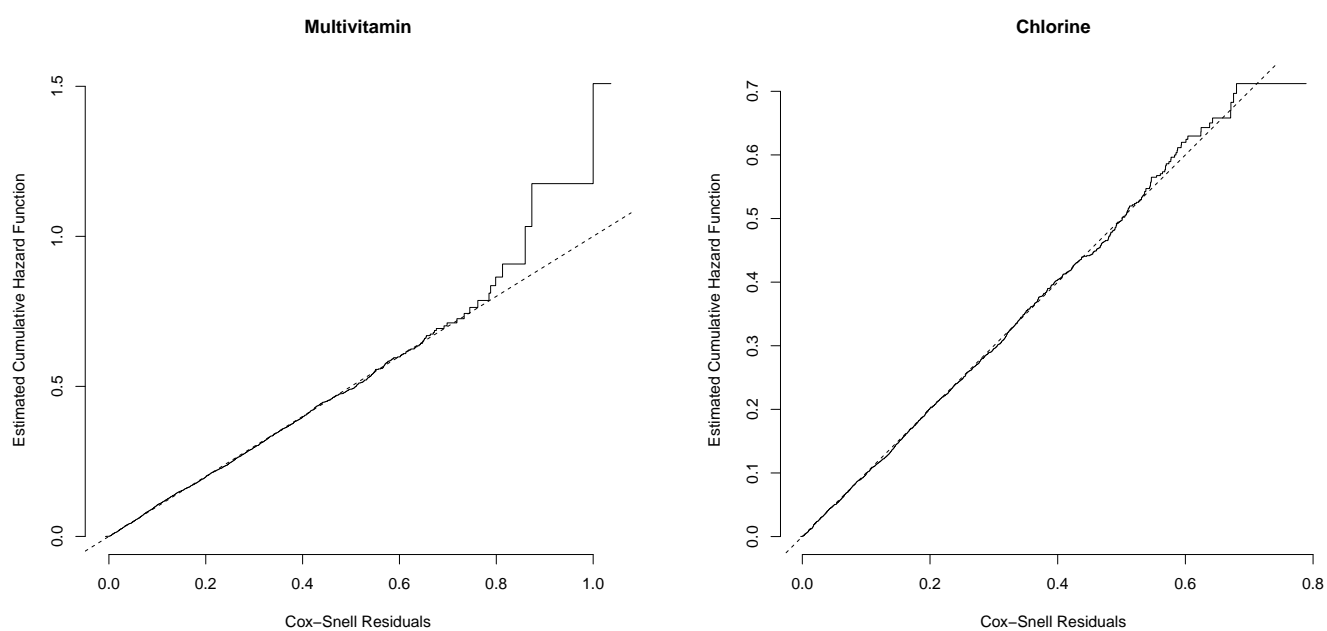 Multivitamin
Estimated Cumulative Hazard Function
1.5
1.0
0.5
0.0
0.0 0.2 0.4 0.6 0.8 1.0
Cox−Snell Residuals
Chlorine
Estimated Cumulative Hazard Function
0.7
0.6
0.5
0.4
0.3
0.2
0.1
0.0
0.0 0.2 0.4 0.6 0.8
Cox−Snell Residuals